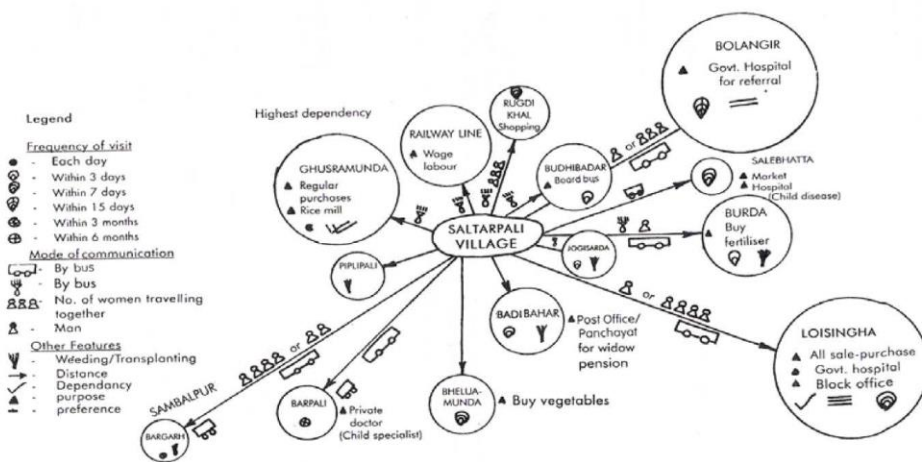 Legend
Frequency of visit
- Each day
- Within 3 days
- Within 7 days
- Within 15 days
- Within 3 months
- Within 6 months
Mode of communication
- By bus
- By bus
- No. of women travelling
together
- Man
Other Features
- Weeding/Transplanting
- Distance
- Dependancy
- purpose
- preference
Highest dependency
GHUSRAMUNDA
Regular
purchases
Rice mill
RAILWAY LINE
Wage
labour
RUGDI
KHAL
Shopping
BUDHIBADAR
Board bus
or
BOLANGIR
Govt. Hospital
for referral
SALEBHATTA
Market
Hospital
(Child disease)
BURDA
Buy
fertiliser
SALTARPALI
VILLAGE
JOGISARDA
PIPLIPALI
BADIBAHAR
Post Office/
Panchayat
for widow
pension
or
LOISINGHA
All sale-purchase
Govt. hospital
Block office
BHELUA-
MUNDA
Buy vegetables
BARPALI
Private
doctor
(Child specialist)
or
SAMBALPUR
BARGARH